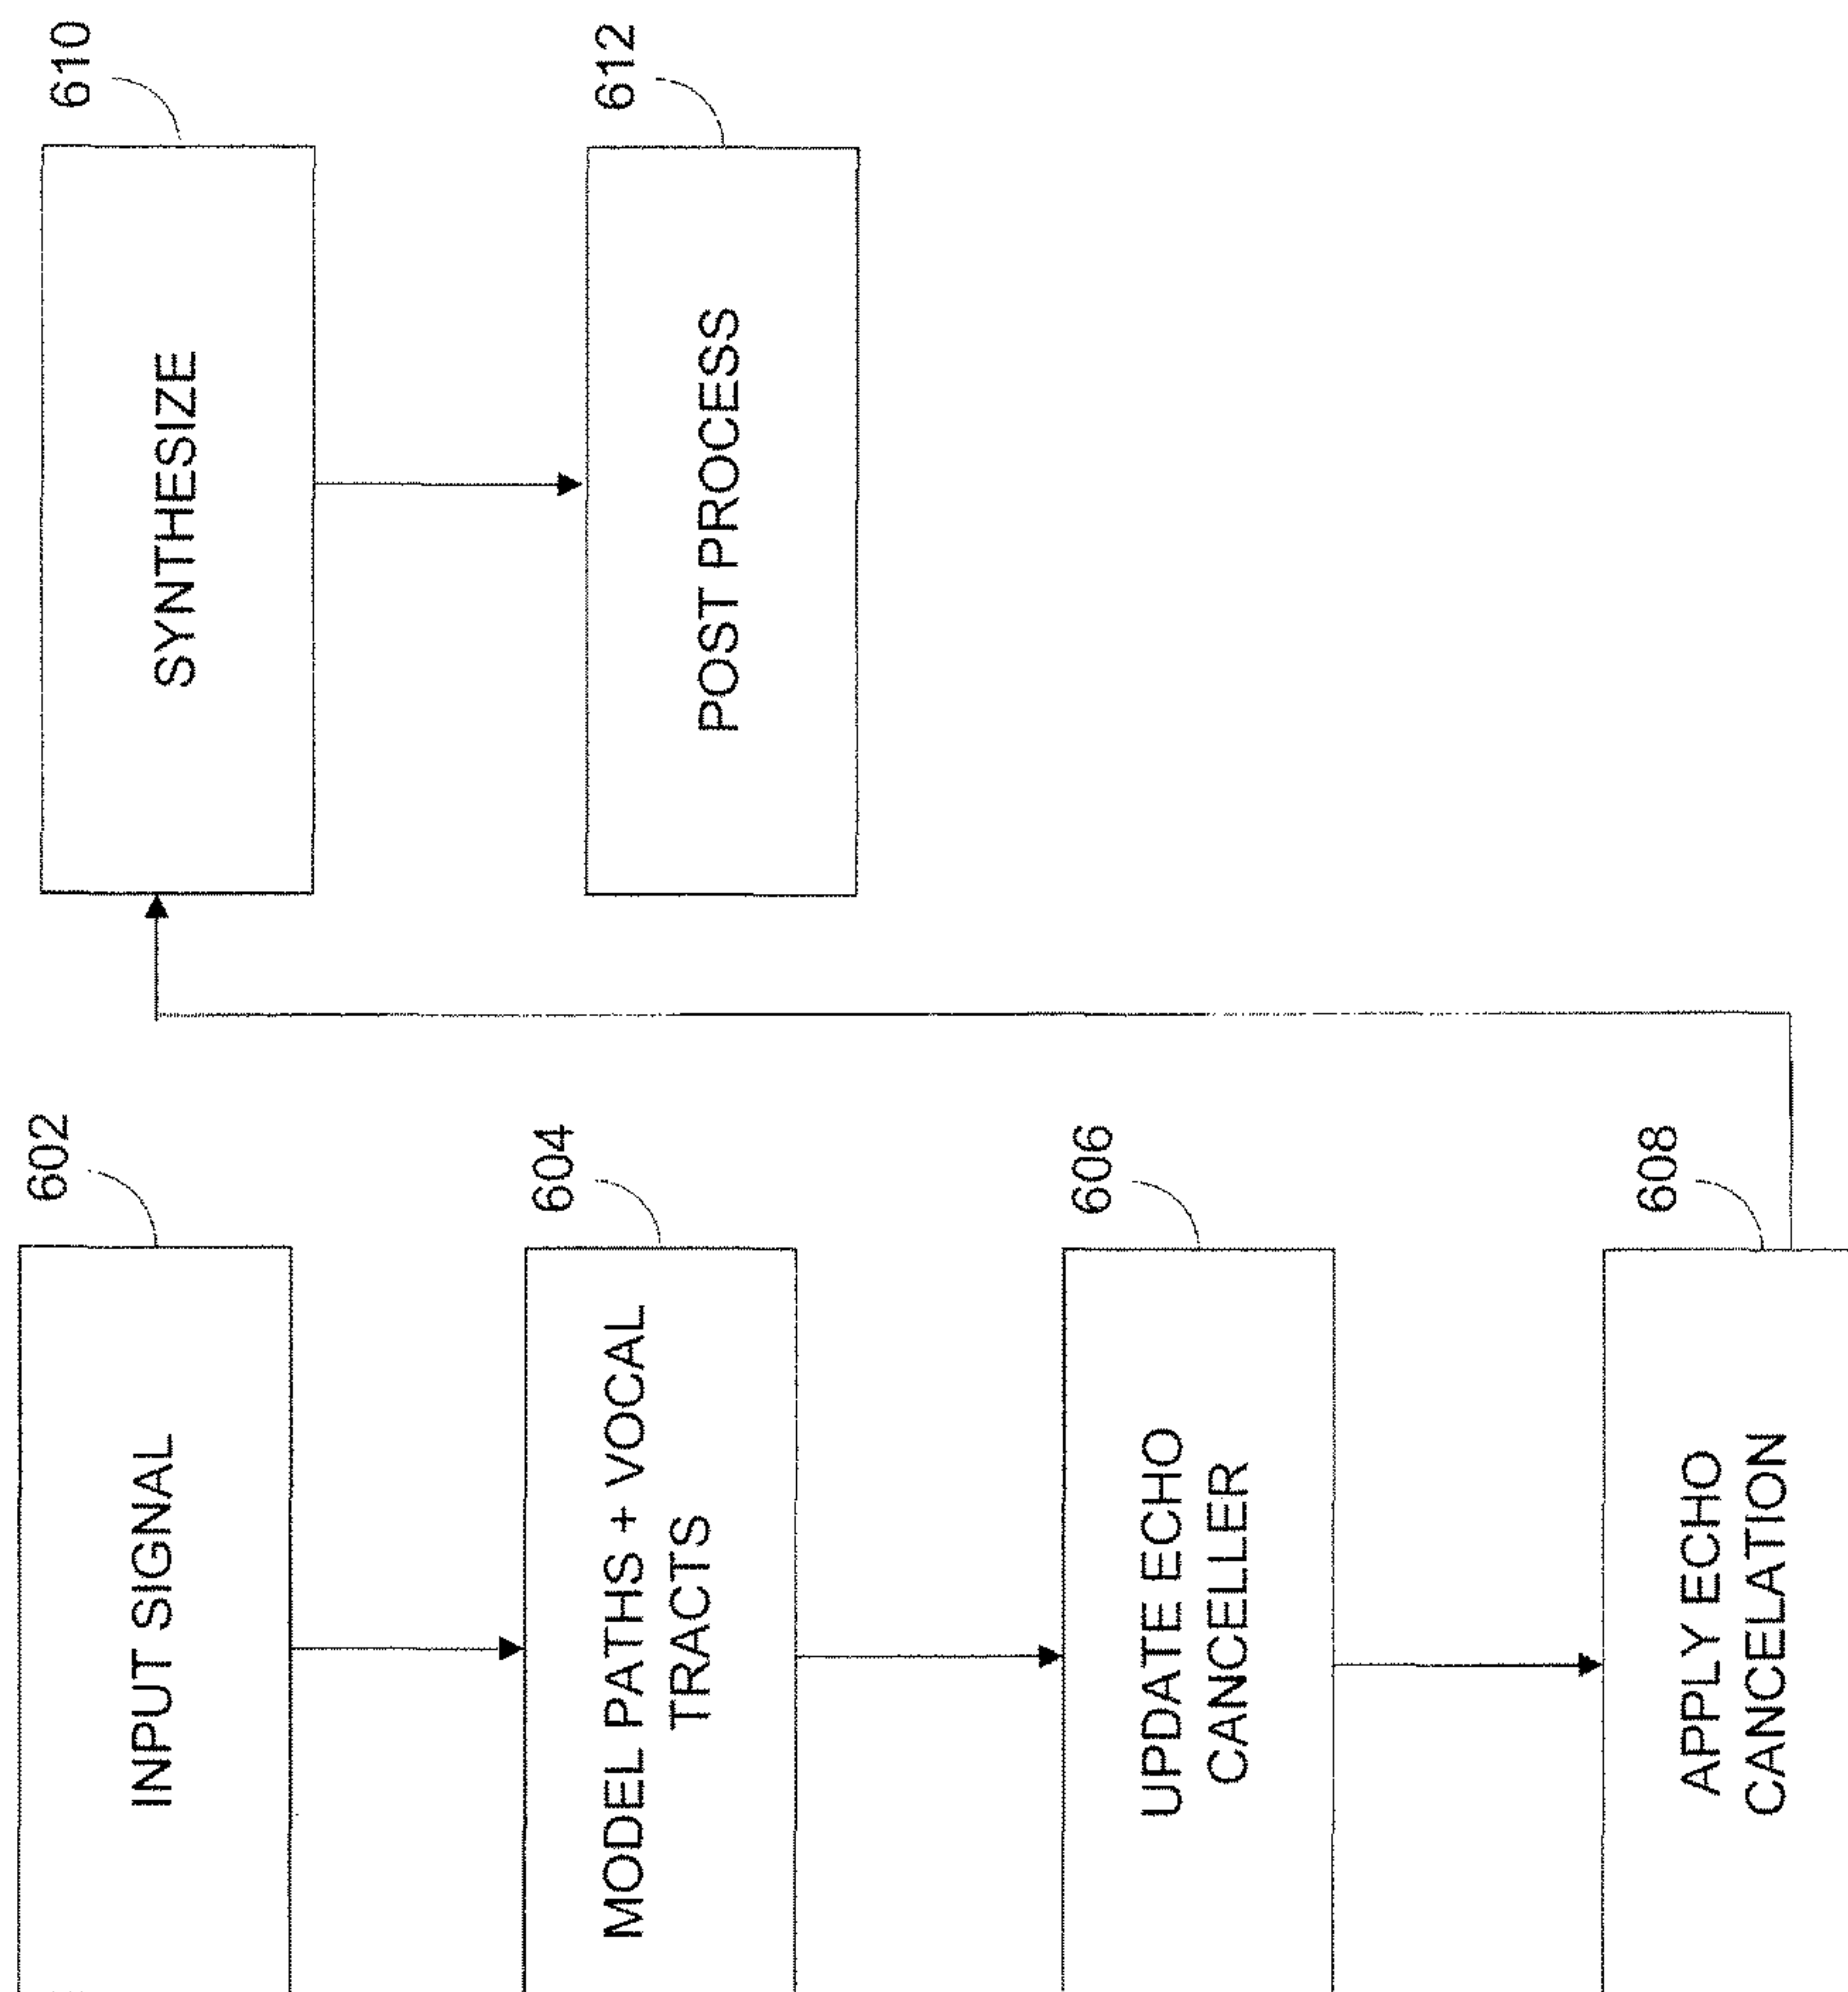 602
INPUT SIGNAL
604
MODEL PATHS + VOCAL
TRACTS
606
UPDATE ECHO
CANCELLER
608
APPLY ECHO
CANCELATION
610
SYNTHESIZE
612
POST PROCESS